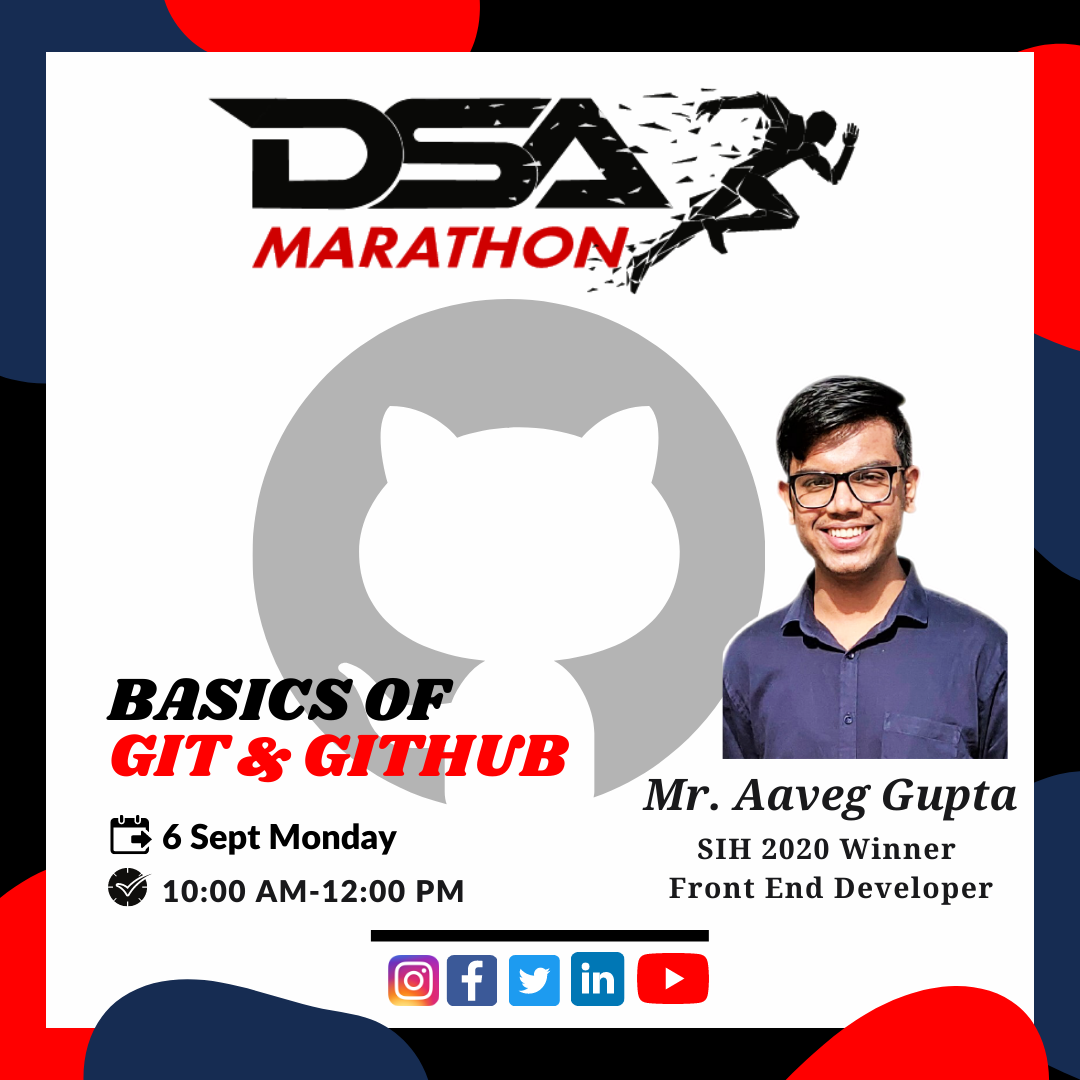 DSA
MARATHON
BASICS OF
GIT & GITHUB
6 Sept Monday
10:00 AM-12:00 PM
Mr. Aaveg Gupta
SIH 2020 Winner
Front End Developer
in